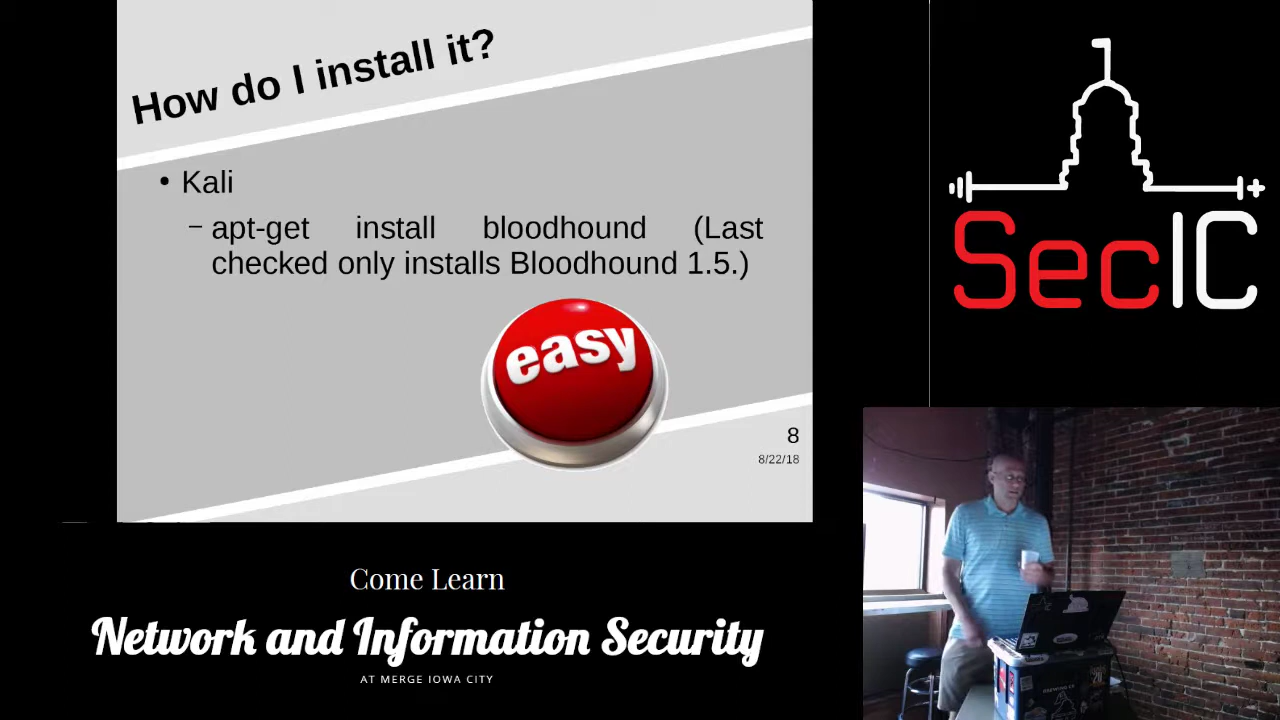 How do I install it?
• Kali
– apt-get install bloodhound (Last
checked only installs Bloodhound 1.5.)
easy
8
8/22/18
SecIC
Come Learn
Network and Information Security
AT MERGE IOWA CITY